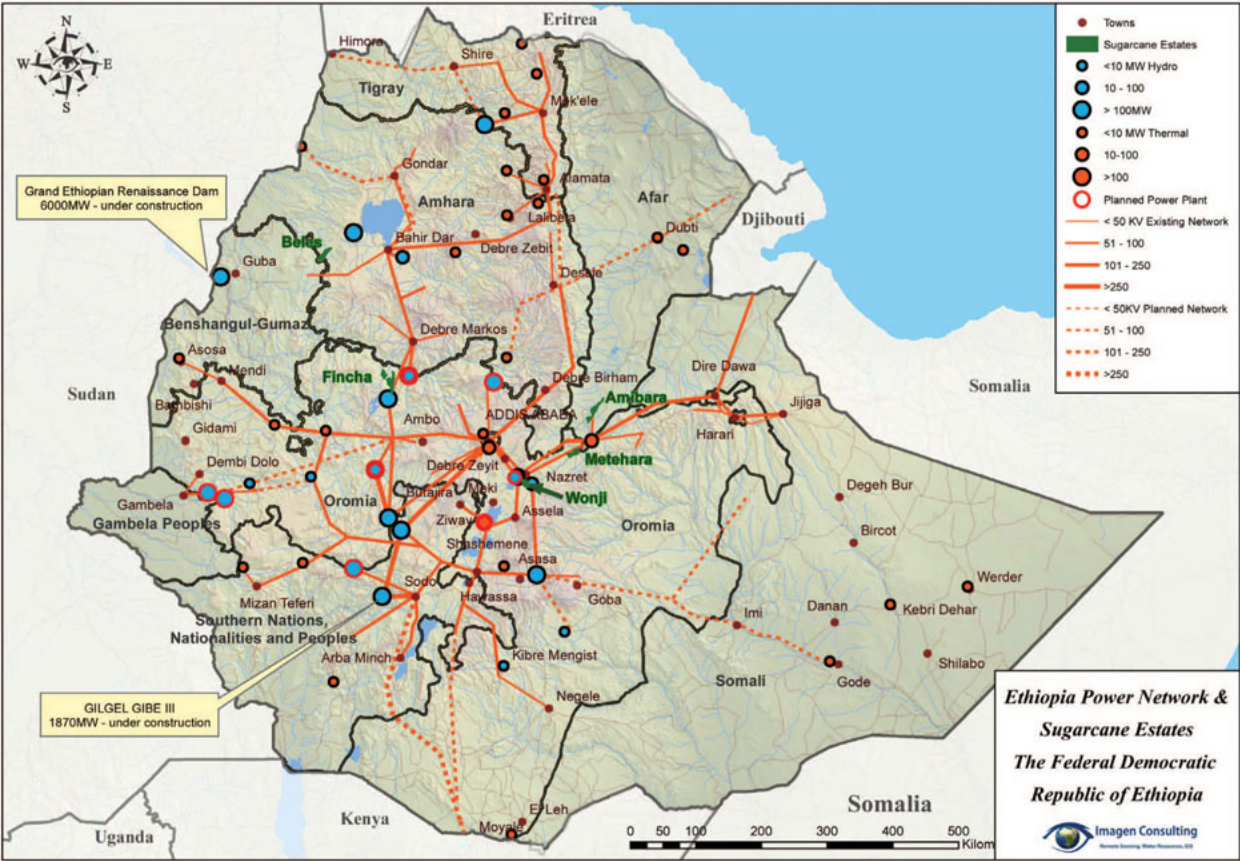 N
W
E
S
Eritrea
Himora
Shire
Tigray
Mek'ele
Gondar
Alamata
Amhara
Afar
Lalibela
Djibouti
Grand Ethiopian Renaissance Dam
6000MW - under construction
Beles
Bahir Dar
Debre Zebit
Dubti
Guba
Desele
Benshangul-Gumaz
Debre Markos
Asosa
Mendi
Fincha
Debre Birham
Dire Dawa
Sudan
Somalia
Bambishi
Amibara
ADDIS ABABA
Jijiga
Gidami
Ambo
Harari
Dembi Dolo
Debre Zeyit
Metehara
Nazret
Gambela
Oromia
Butajira
Meki
Wonji
Degeh Bur
Gambela Peoples
Ziway
Assela
Oromia
Bircot
Shashemene
Asasa
Werder
Mizan Teferi
Sodo
Hawassa
Goba
Danan
Kebri Dehar
Imi
Southern Nations,
Nationalities and Peoples
Arba Minch
Kibre Mengist
Shilabo
Gode
Somali
Negele
GILGEL GIBE III
1870MW - under construction
El Leh
Moyale
Kenya
Uganda
Somalia
0 50 100 200 300 400 500
Kilom
Towns
Sugarcane Estates
<10 MW Hydro
10 - 100
> 100MW
<10 MW Thermal
10-100
>100
Planned Power Plant
< 50 KV Existing Network
51 - 100
101 - 250
>250
< 50KV Planned Network
51 - 100
101 - 250
>250
Ethiopia Power Network &
Sugarcane Estates
The Federal Democratic
Republic of Ethiopia
Imagen Consulting
Remote Sensing, Water Resources, GIS